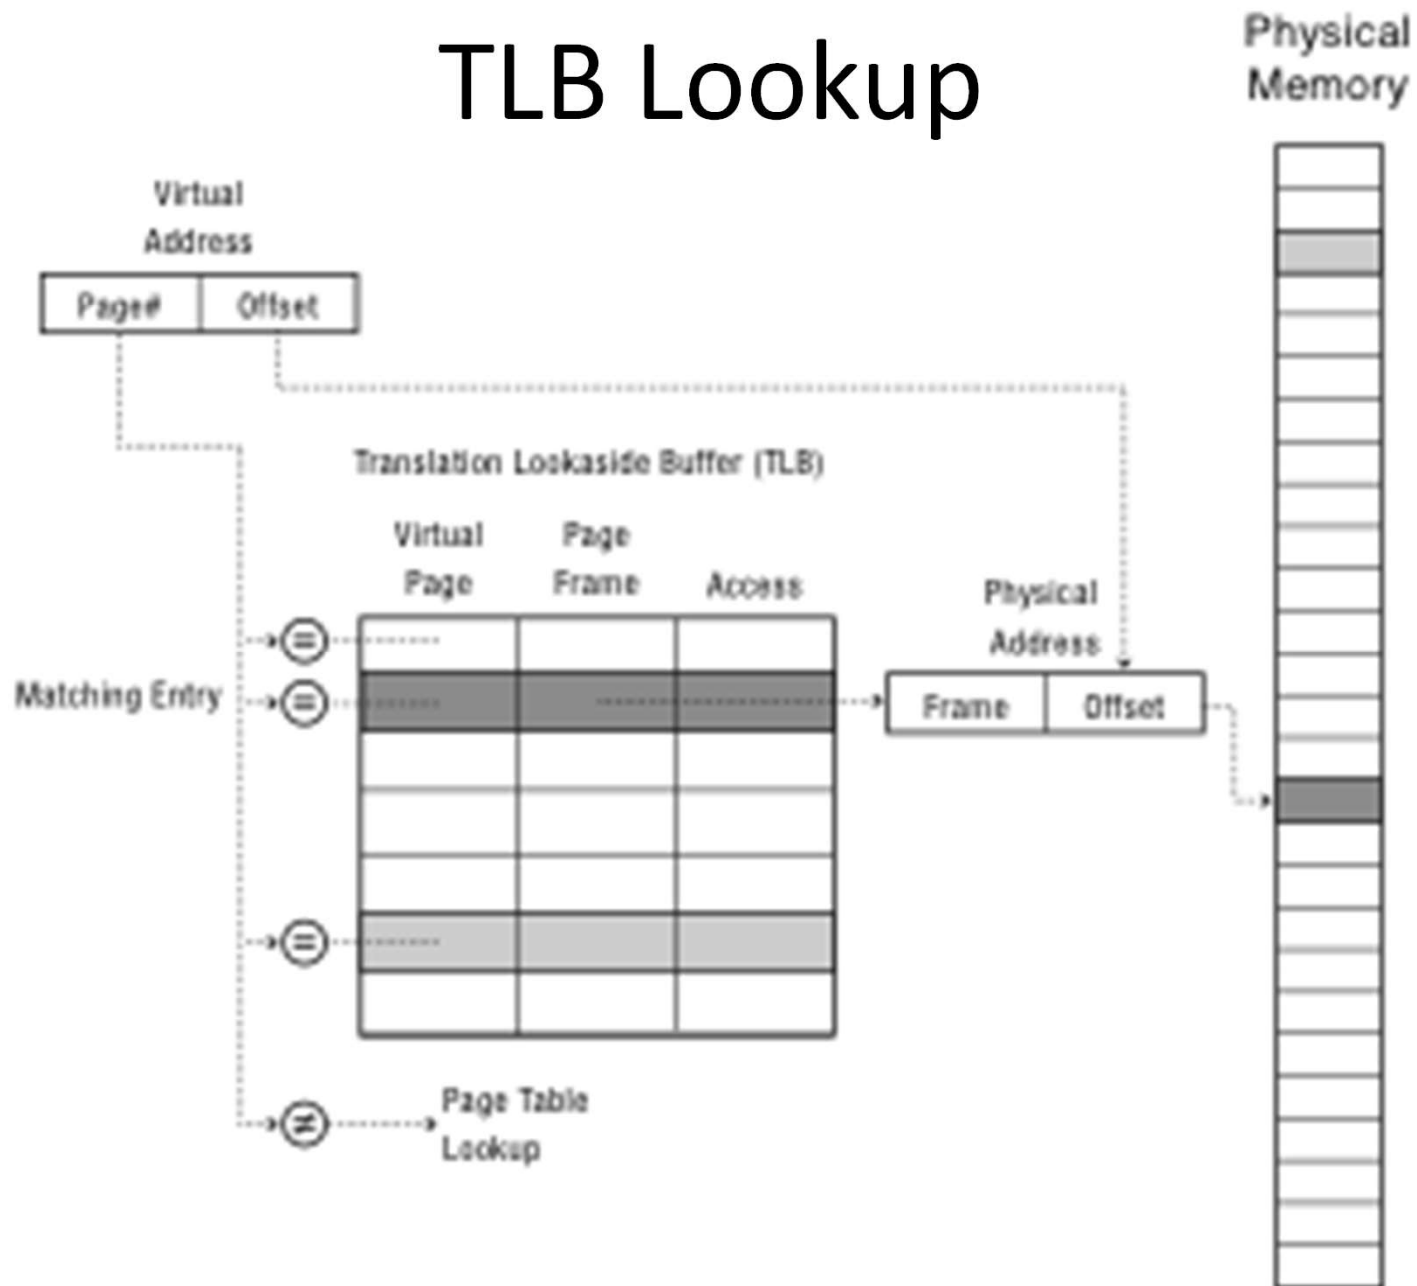 TLB Lookup
Physical
Memory
Virtual
Address
Page#
Offset
Translation Lookaside Buffer (TLB)
Virtual
Page
Page
Frame
Access
Physical
Address
Matching Entry
=
=
Frame
Offset
=
≠
Page Table
Lookup